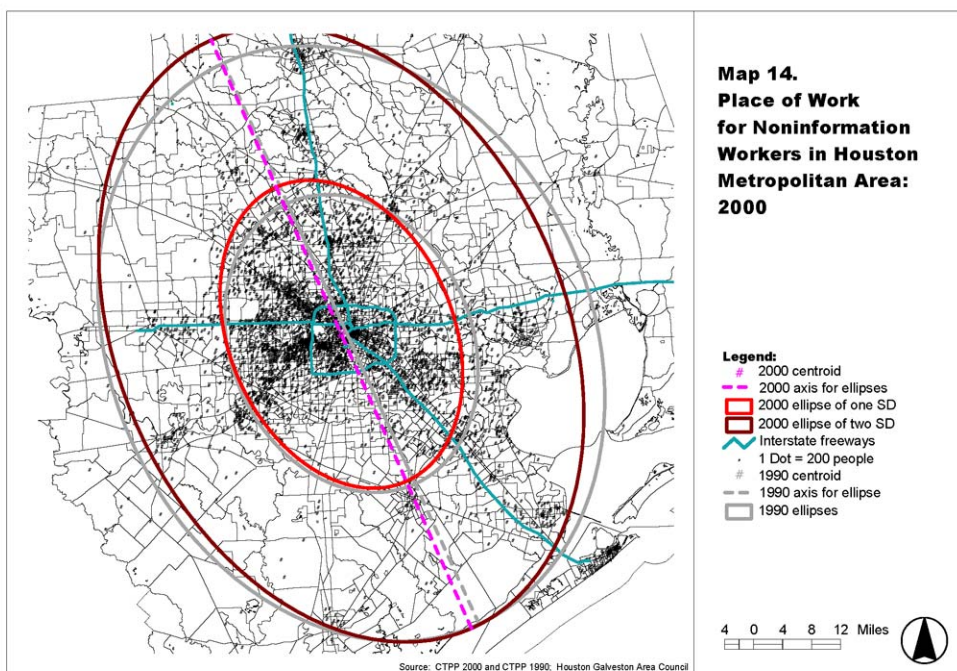 Map 14.
Place of Work
for Noninformation
Workers in Houston
Metropolitan Area:
2000
Legend:
# 2000 centroid
2000 axis for ellipses
2000 ellipse of one SD
2000 ellipse of two SD
Interstate freeways
1 Dot = 200 people
# 1990 centroid
1990 axis for ellipse
1990 ellipses
4 0 4 8 12 Miles
Source: CTPP 2000 and CTPP 1990; Houston Galveston Area Council